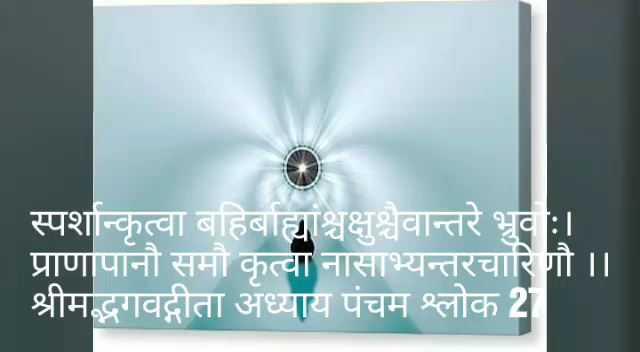 स्पर्शान्कृत्वा बहिर्बाह्यांश्चक्षुश्चैवान्तरे भ्रुवोः।
प्राणापानौ समौ कृत्वा नासाभ्यन्तरचारिणौ ।।
श्रीमद्भगवद्गीता अध्याय पंचम श्लोक 27